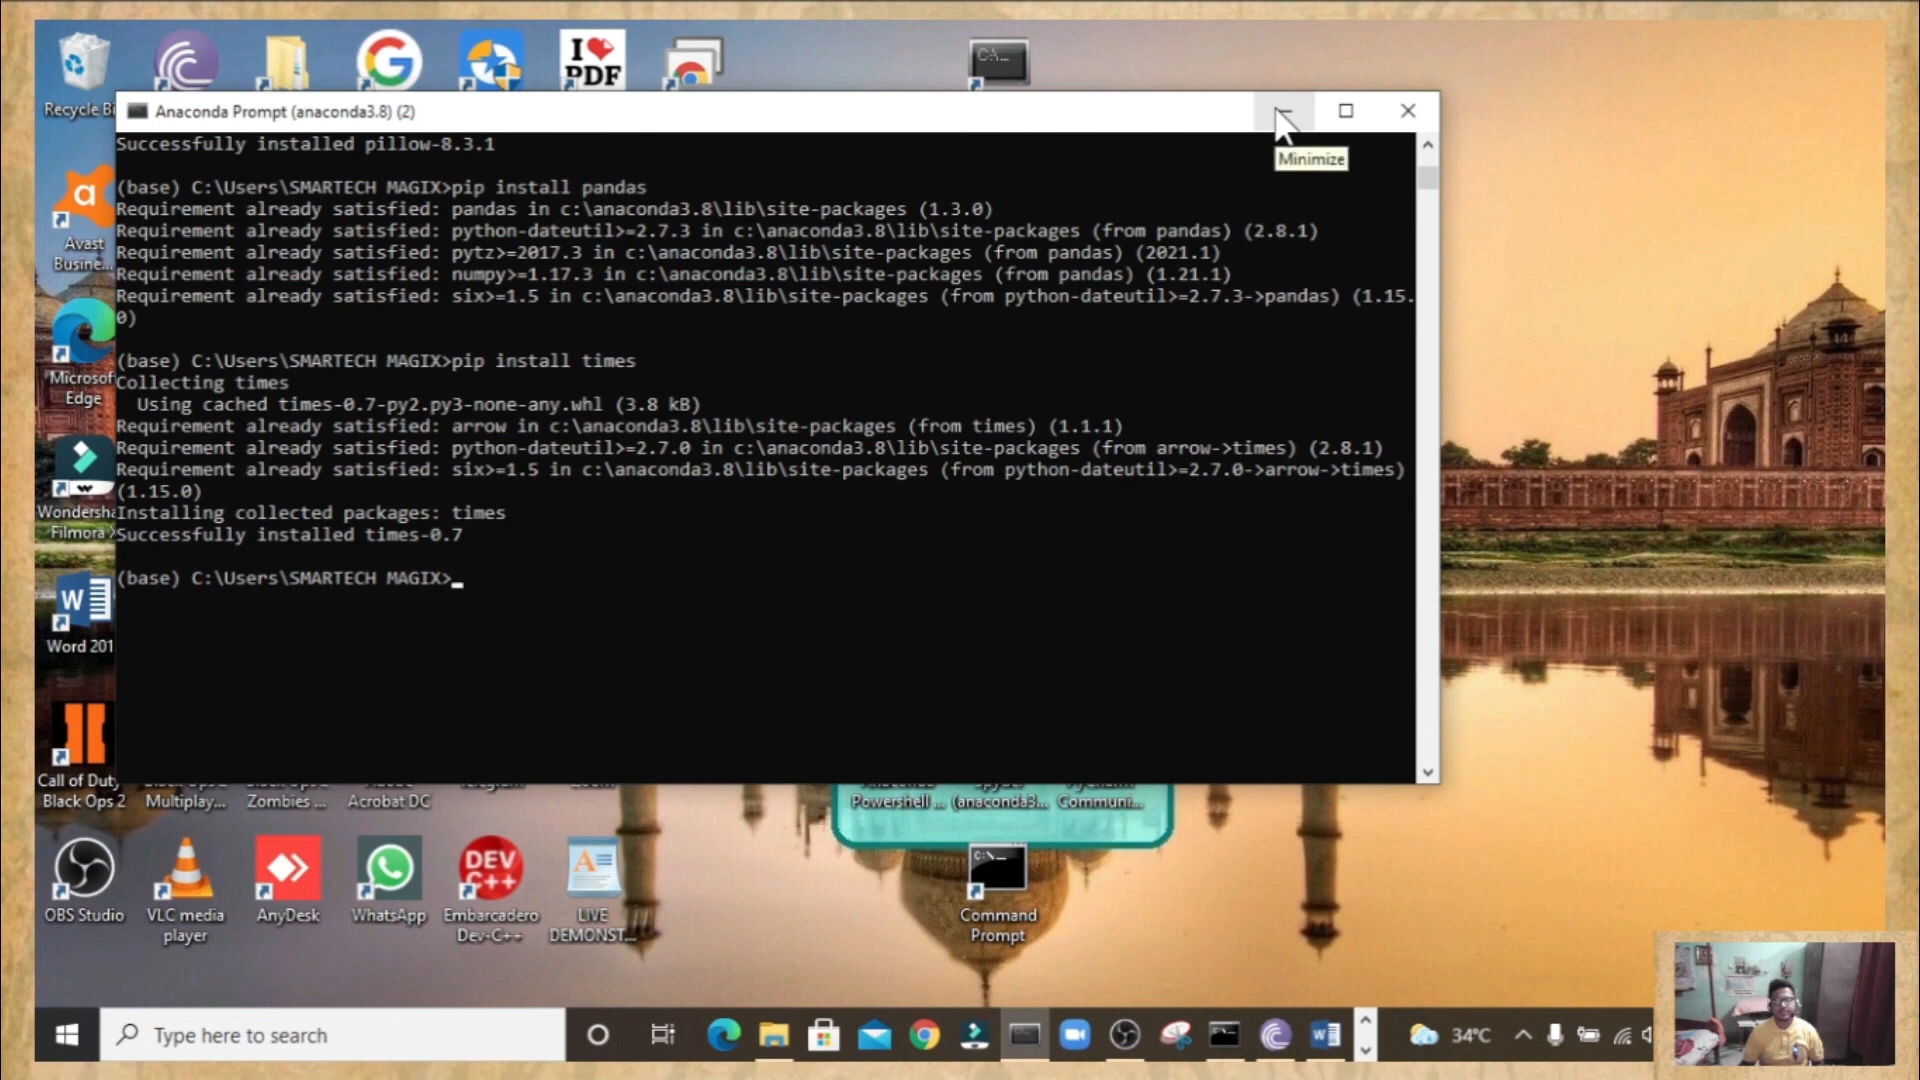 I
PDF
Recycle Bi
Anaconda Prompt (anaconda3.8) (2)
Minimize
Successfully installed pillow-8.3.1
(base) C:\Users\SMARTECH MAGIX>pip install pandas
Requirement already satisfied: pandas in c:\anaconda3.8\lib\site-packages (1.3.0)
Requirement already satisfied: python-dateutil>=2.7.3 in c:\anaconda3.8\lib\site-packages (from pandas) (2.8.1)
Requirement already satisfied: pytz>=2017.3 in c:\anaconda3.8\lib\site-packages (from pandas) (2021.1)
Requirement already satisfied: numpy>=1.17.3 in c:\anaconda3.8\lib\site-packages (from pandas) (1.21.1)
Requirement already satisfied: six>=1.5 in c:\anaconda3.8\lib\site-packages (from python-dateutil>=2.7.3->pandas) (1.15.
0)
(base) C:\Users\SMARTECH MAGIX>pip install times
Collecting times
Using cached times-0.7-py2.py3-none-any.whl (3.8 kB)
Requirement already satisfied: arrow in c:\anaconda3.8\lib\site-packages (from times) (1.1.1)
Requirement already satisfied: python-dateutil>=2.7.0 in c:\anaconda3.8\lib\site-packages (from arrow->times) (2.8.1)
Requirement already satisfied: six>=1.5 in c:\anaconda3.8\lib\site-packages (from python-dateutil>=2.7.0->arrow->times)
(1.15.0)
Installing collected packages: times
Successfully installed times-0.7
(base) C:\Users\SMARTECH MAGIX>
Avast
Busine...
Microsof
Edge
Wondersha
Filmora X
Word 201
Call of Duty
Black Ops 2
Multiplay...
Zombies ...
Acrobat DC
Powershell ...
(anaconda3...
Communi...
OBS Studio
VLC media
player
AnyDesk
WhatsApp
DEV
C++
Embarcadero
Dev-C++
LIVE
DEMONST...
Command
Prompt
Type here to search
34°C